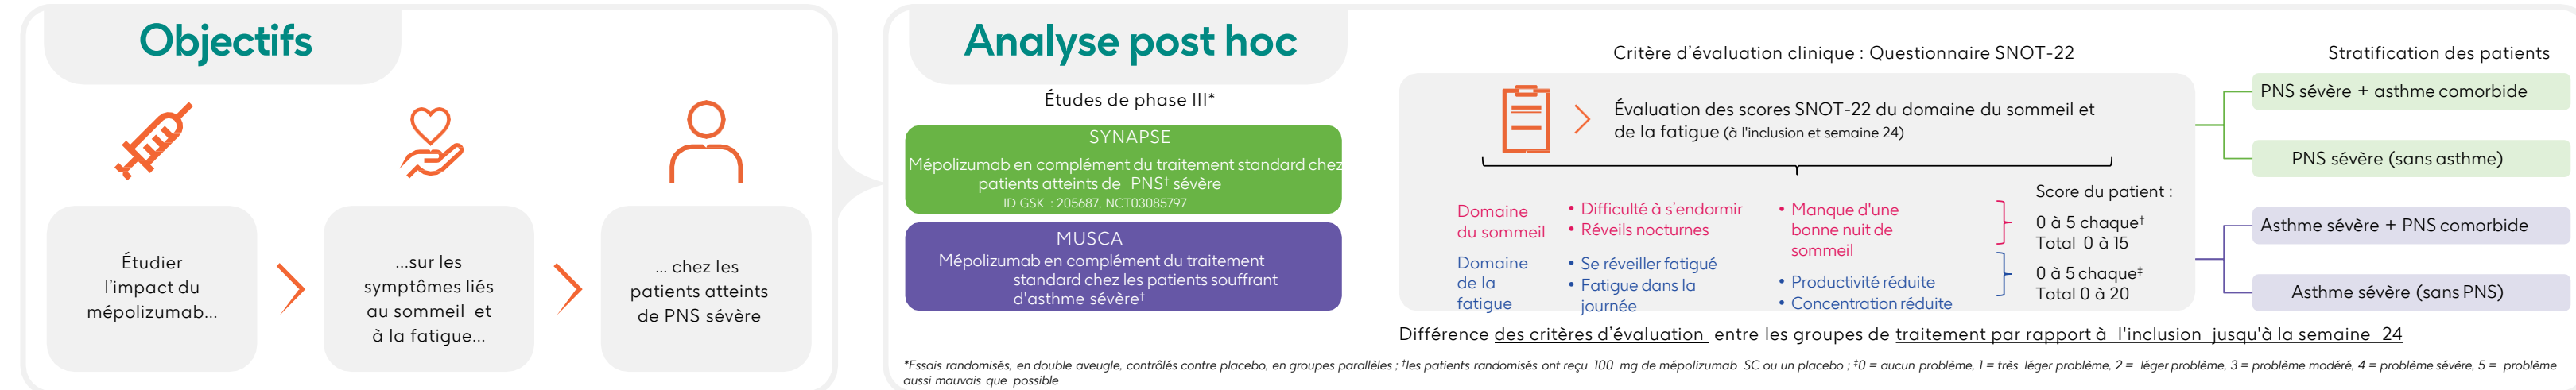 Objectifs
Étudier
l'impact du
mépolizumab...
...sur les
symptômes liés
au sommeil et
à la fatigue...
... chez les
patients atteints
de PNS sévère
Analyse post hoc
Études de phase III*
SYNAPSE
Mépolizumab en complément du traitement standard chez
patients atteints de PNS† sévère
ID GSK : 205687, NCT03085797
MUSCA
Mépolizumab en complément du traitement
standard chez les patients souffrant
d'asthme sévère†
Critère d'évaluation clinique : Questionnaire SNOT-22
Évaluation des scores SNOT-22 du domaine du sommeil et
de la fatigue (à l'inclusion et semaine 24)
Domaine
du sommeil
• Difficulté à s'endormir
• Réveils nocturnes
• Manque d'une
bonne nuit de
sommeil
Score du patient :
0 à 5 chaque‡
Total 0 à 15
Domaine
de la
fatigue
• Se réveiller fatigué
• Fatigue dans la
journée
• Productivité réduite
• Concentration réduite
0 à 5 chaque‡
Total 0 à 20
Stratification des patients
PNS sévère + asthme comorbide
PNS sévère (sans asthme)
Asthme sévère + PNS comorbide
Asthme sévère (sans PNS)
Différence des critères d'évaluation entre les groupes de traitement par rapport à l'inclusion jusqu'à la semaine 24
*Essais randomisés, en double aveugle, contrôlés contre placebo, en groupes parallèles ; †les patients randomisés ont reçu 100 mg de mépolizumab SC ou un placebo ; ‡0 = aucun problème, 1 = très léger problème, 2 = léger problème, 3 = problème modéré, 4 = problème sévère, 5 = problème
aussi mauvais que possible